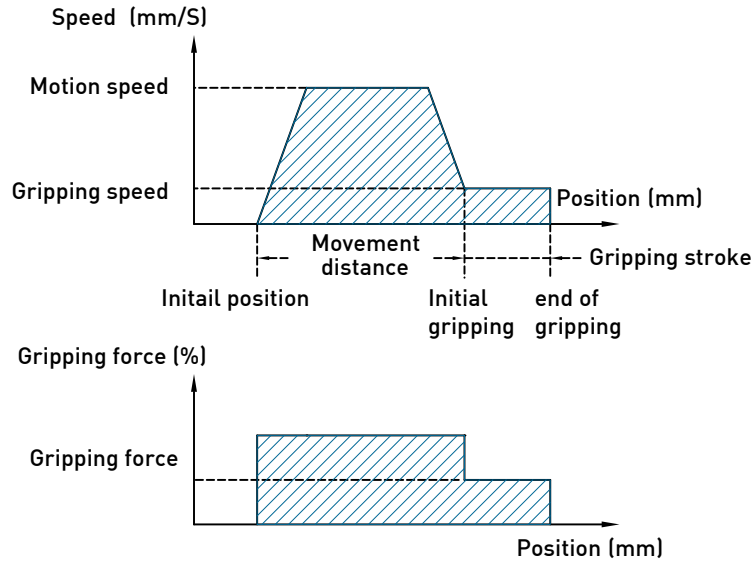 Speed (mm/S)
Motion speed
Gripping speed
Position (mm)
Movement
distance
Gripping stroke
Initail position
Initial
gripping
end of
gripping
Gripping force (%)
Gripping force
Position (mm)